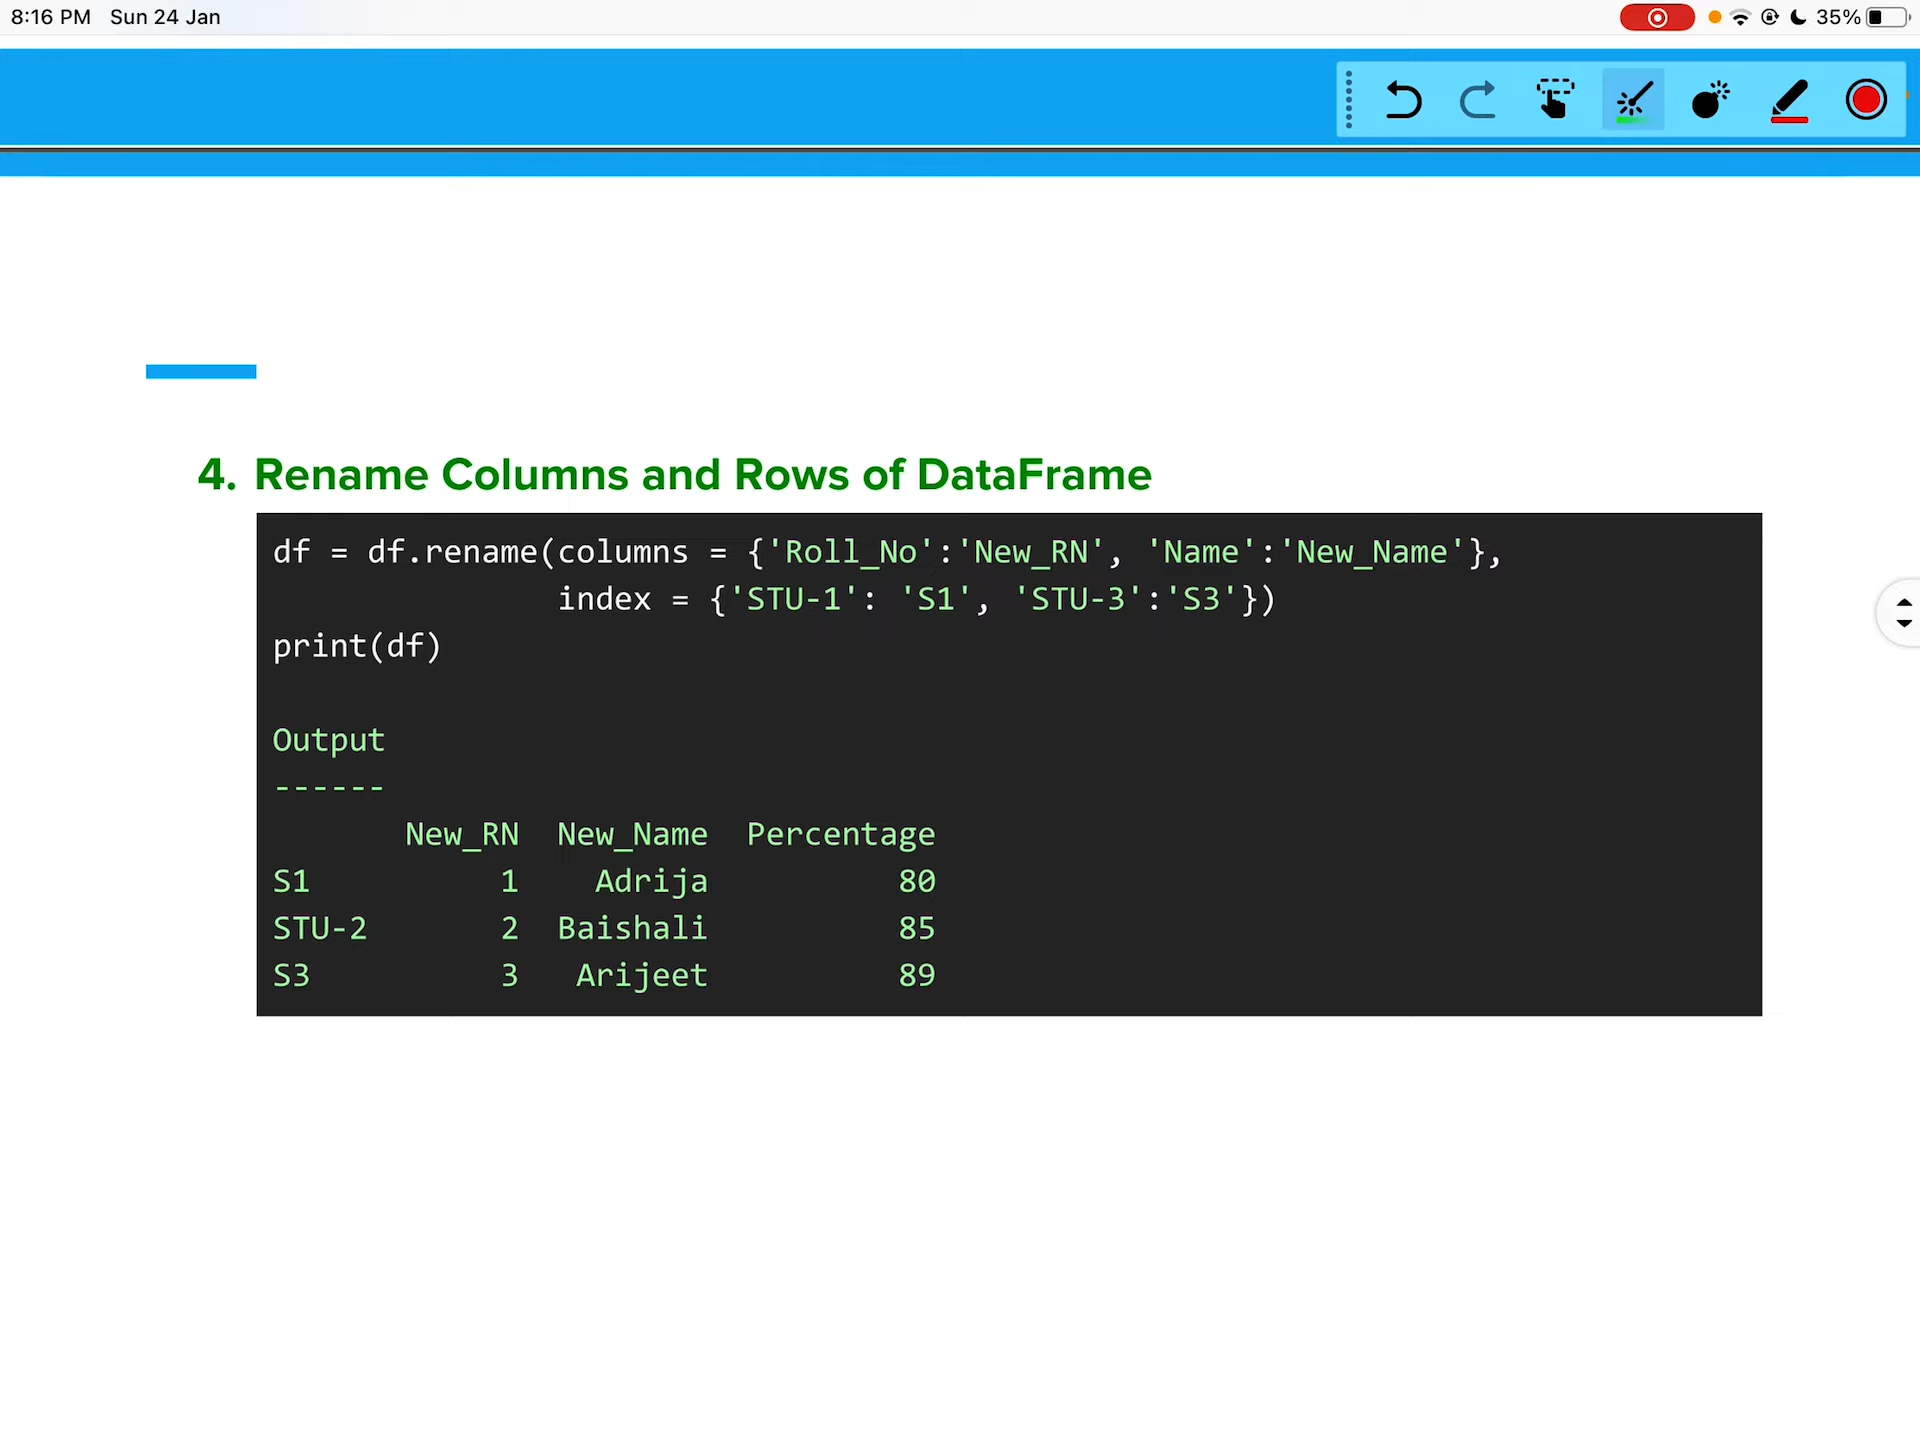 8:16 PM Sun 24 Jan 35%
4. Rename Columns and Rows of DataFrame
df = df.rename(columns = {'Roll_No':'New_RN', 'Name':'New_Name'},
index = {'STU-1': 'S1', 'STU-3':'S3'})
print(df)
Output
------
New_RN New_Name Percentage
S1 1 Adrija 80
STU-2 2 Baishali 85
S3 3 Arijeet 89